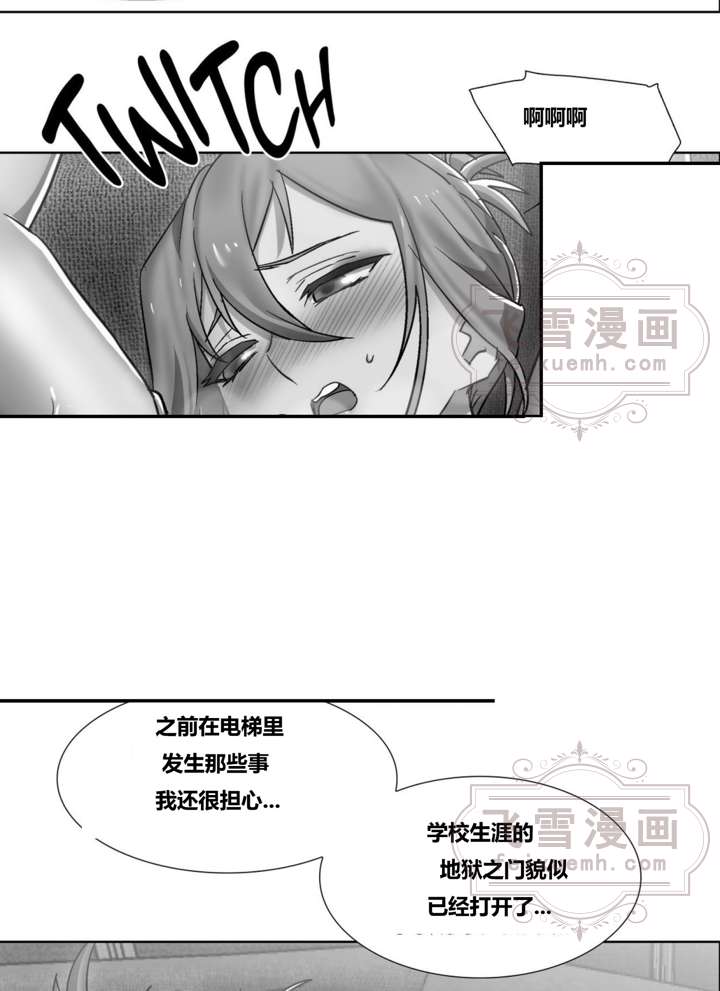 TWITCH
啊啊啊
飞雪漫画
之前在电梯里
发生那些事
我还很担心...
学校生涯的
地狱之门貌似
已经打开了...
飞雪漫画
feixuemh.com